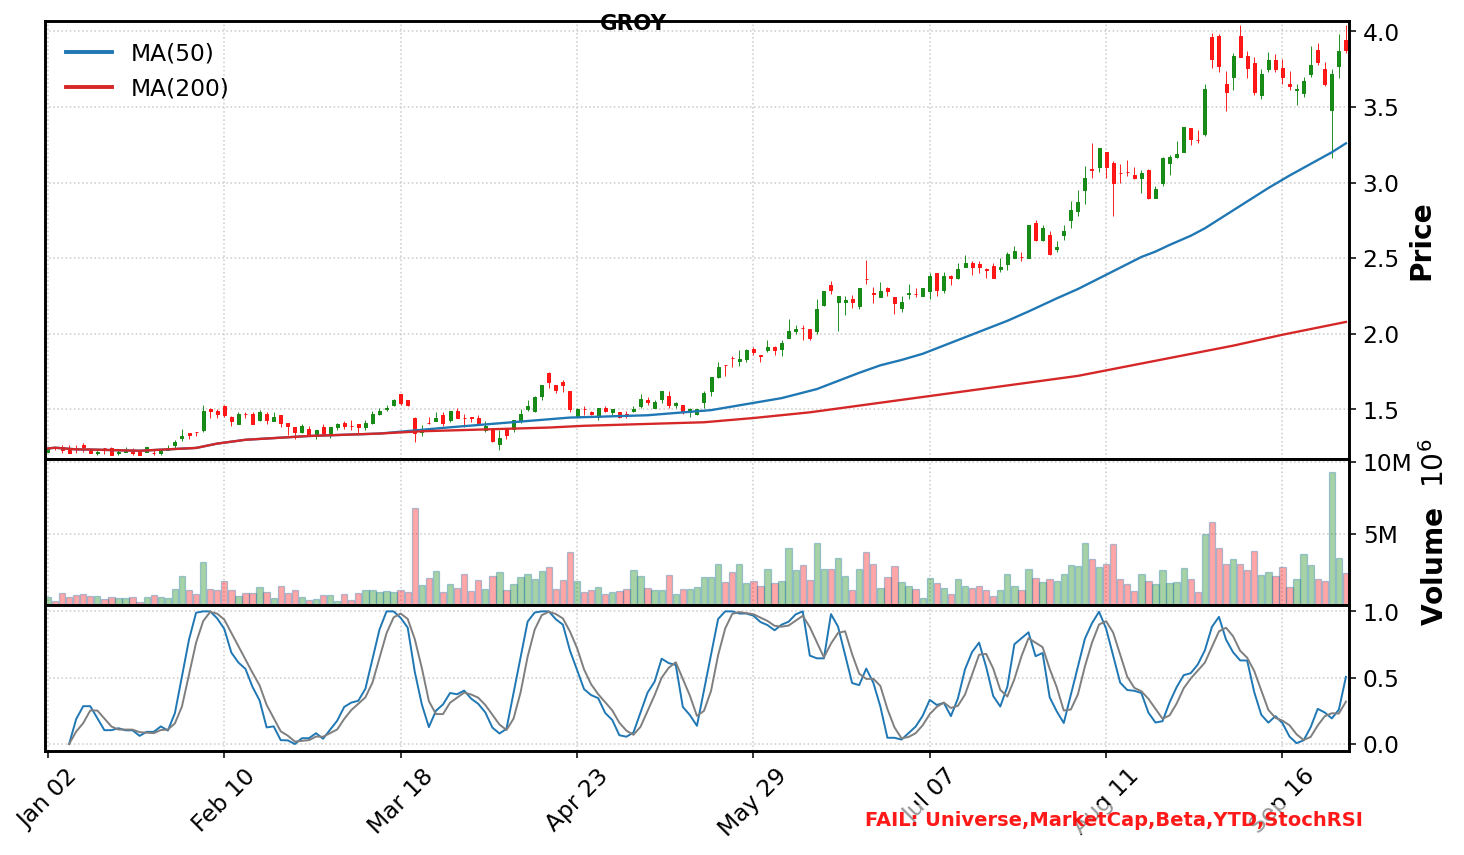 GROY
MA(50)
MA(200)
4.0
3.5
3.0
2.5
2.0
1.5
Price
10M
5M
Volume 10^6
1.0
0.5
0.0
Jan 02
Feb 10
Mar 18
Apr 23
May 29
Jul 07
Aug 11
Sep 16
FAIL: Universe,MarketCap,Beta,YTD,StochRSI